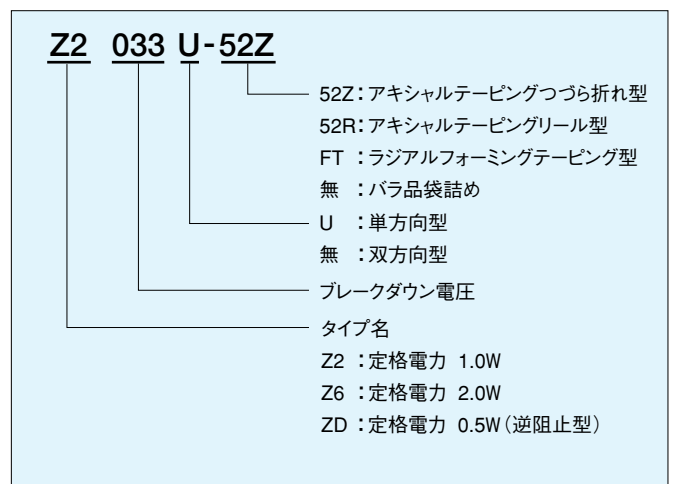 Z2 033 U-52Z
52Z：アキシャルテーピングつづら折れ型
52R：アキシャルテーピングリール型
FT ：ラジアルフォーミングテーピング型
無 ：バラ品袋詰め
U ：単方向型
無 ：双方向型
ブレークダウン電圧
タイプ名
Z2 ：定格電力 1.0W
Z6 ：定格電力 2.0W
ZD ：定格電力 0.5W（逆阻止型）